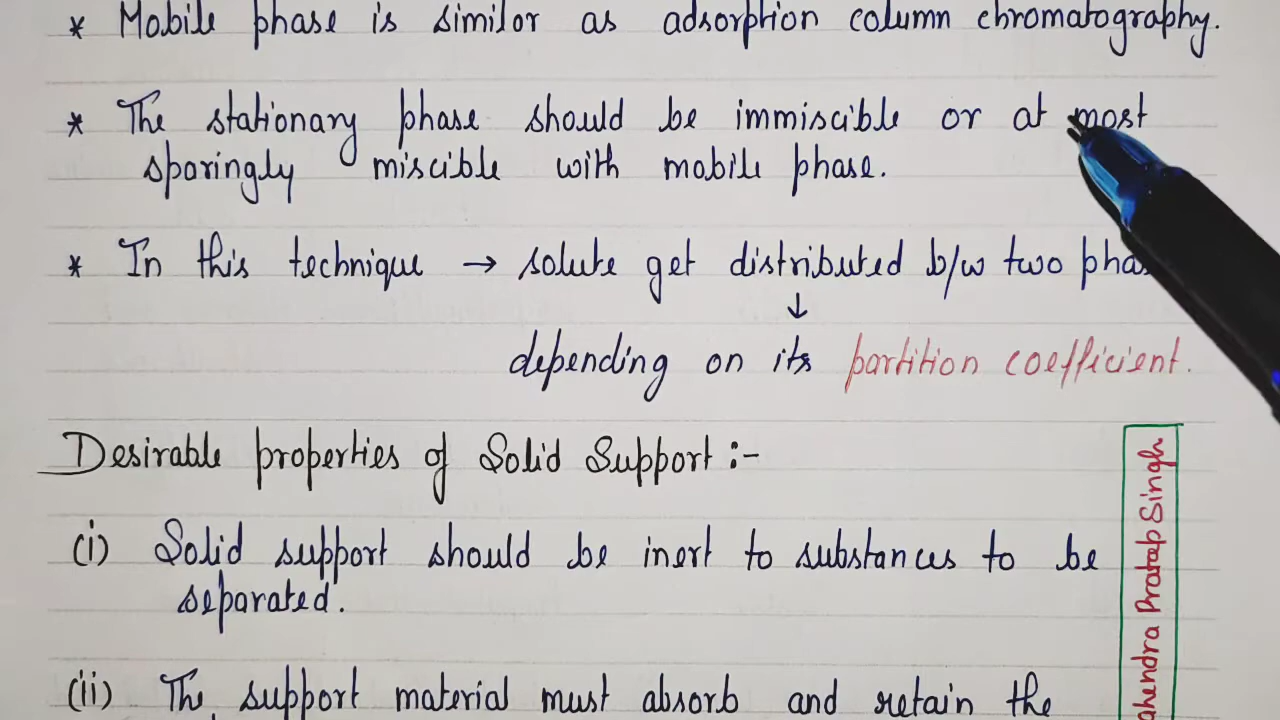 * Mobile phase is similar as adsorption column chromatography.
* The stationary phase should be immiscible or at most
sparingly miscible with mobile phase.
* In this technique → solute get distributed b/w two
↓
depending on its partition coefficient.
Desirable properties of Solid Support :-
(i) Solid support should be inert to substances to be
separated.
(ii) The support material must absorb and retain the
Pratap Singh